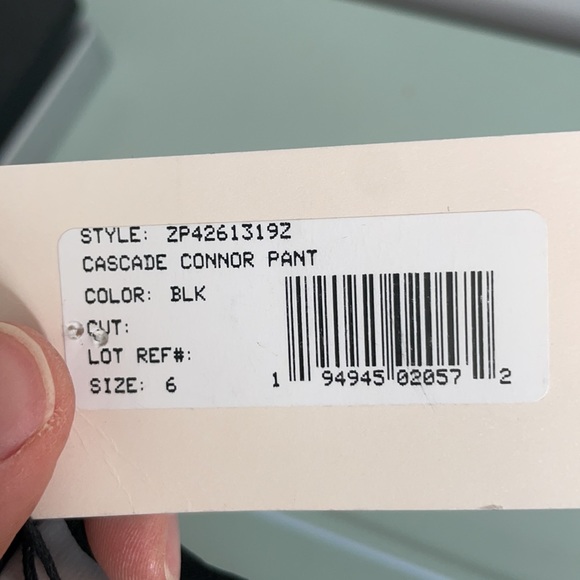 STYLE: ZP4261319Z
CASCADE CONNOR PANT
COLOR: BLK
CUT:
LOT REF#:
SIZE: 6
1 94945 02057 2